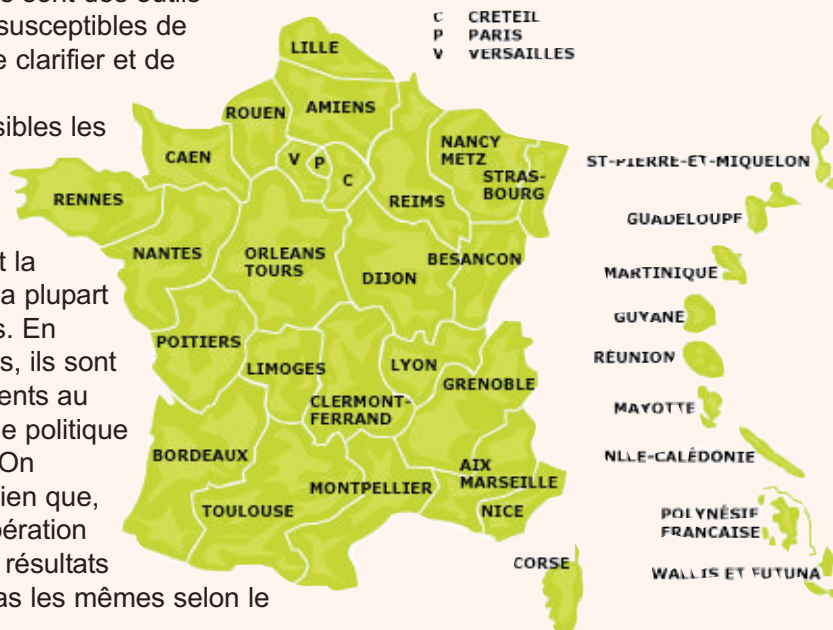 sont des outils
susceptibles de
clarifier et de
sibles les
t la
a plupart
s. En
s, ils sont
ents au
e politique
On
ien que,
pération
résultats
as les mêmes selon le
C CRETEIL
P PARIS
V VERSAILLES
LILLE
ROUEN AMIENS
CAEN
V P
C
NANCY
METZ
STRAS-
BOURG
RENNES
REIMS
NANTES
ORLEANS
TOURS
BESANCON
DIJON
POITIERS
LIMOGES
LYON
GRENOBLE
CLERMONT-
FERRAND
BORDEAUX
AIX
MARSEILLE
MONTPELLIER
TOULOUSE
NICE
CORSE
ST-PIERRE-ET-MIQUELON
GUADELOUPE
MARTINIQUE
GUYANE
RÉUNION
MAYOTTE
NLLE-CALÉDONIE
POLYNÉSIE
FRANCAISE
WALLIS ET FUTUNA